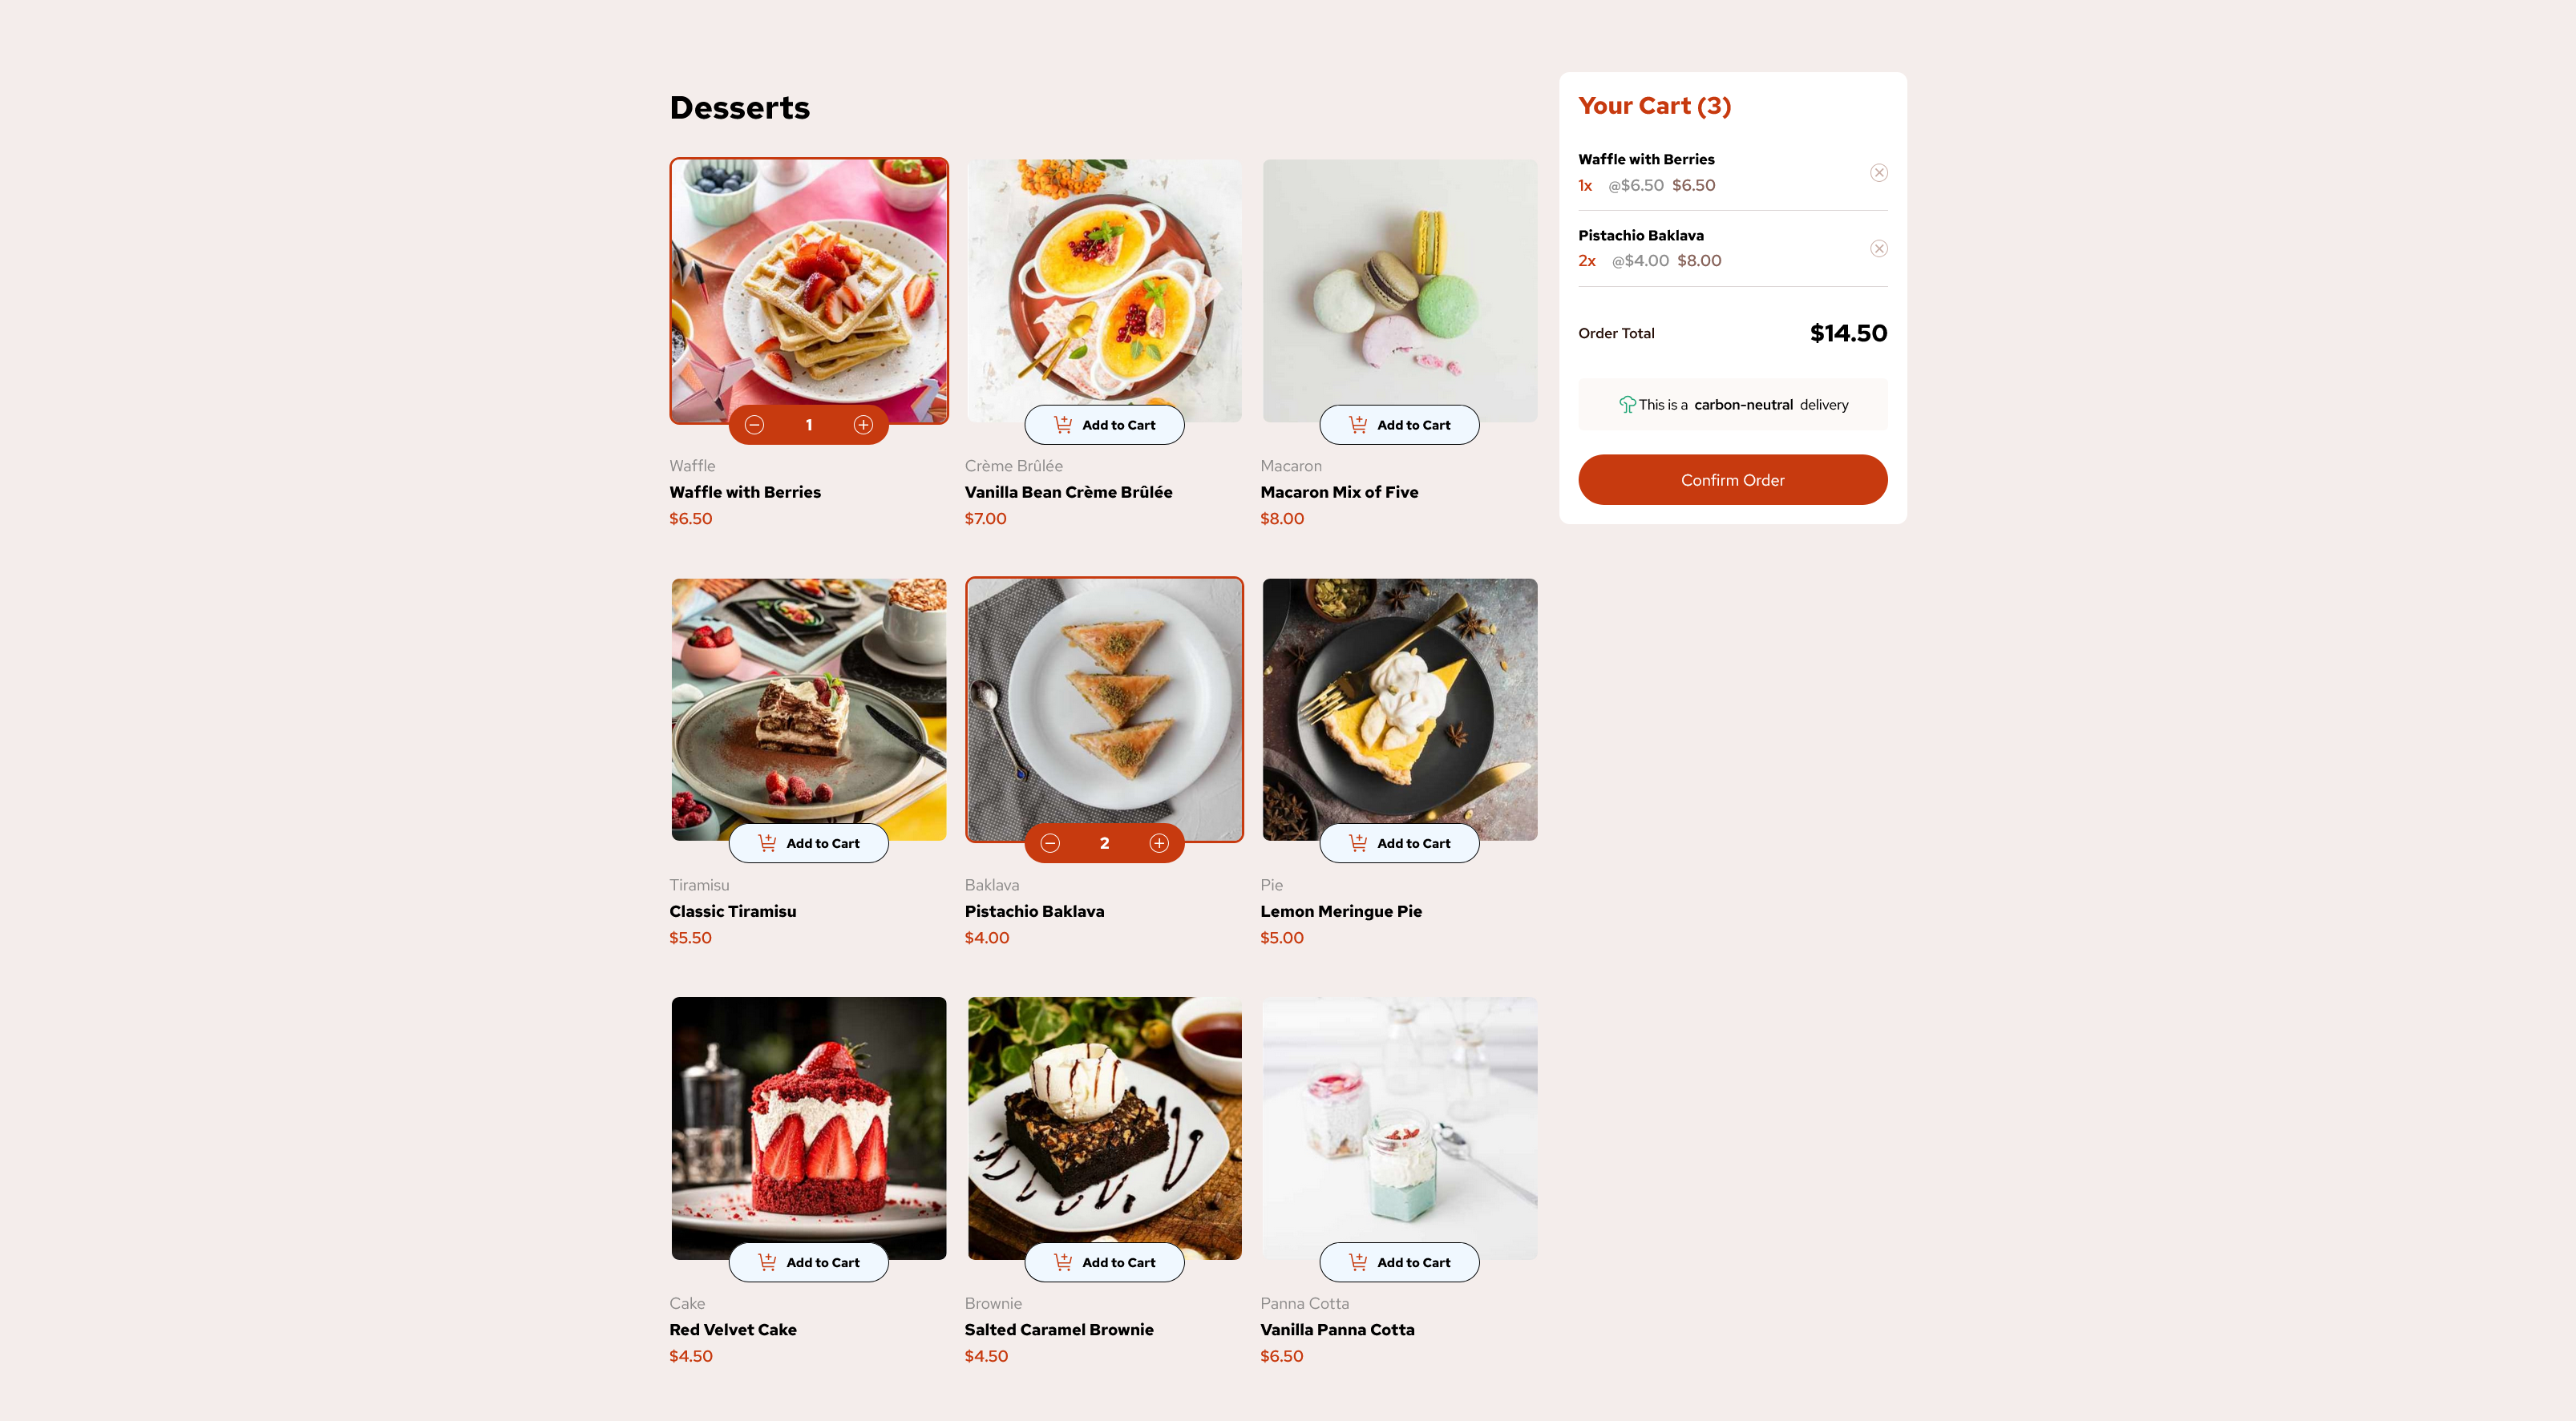 Desserts
1
Add to Cart
Add to Cart
Waffle
Waffle with Berries
$6.50
Crème Brûlée
Vanilla Bean Crème Brûlée
$7.00
Macaron
Macaron Mix of Five
$8.00
Add to Cart
2
Add to Cart
Tiramisu
Classic Tiramisu
$5.50
Baklava
Pistachio Baklava
$4.00
Pie
Lemon Meringue Pie
$5.00
Add to Cart
Add to Cart
Add to Cart
Cake
Red Velvet Cake
$4.50
Brownie
Salted Caramel Brownie
$4.50
Panna Cotta
Vanilla Panna Cotta
$6.50
Your Cart (3)
Waffle with Berries
1x @$6.50 $6.50
Pistachio Baklava
2x @$4.00 $8.00
Order Total $14.50
This is a carbon-neutral delivery
Confirm Order